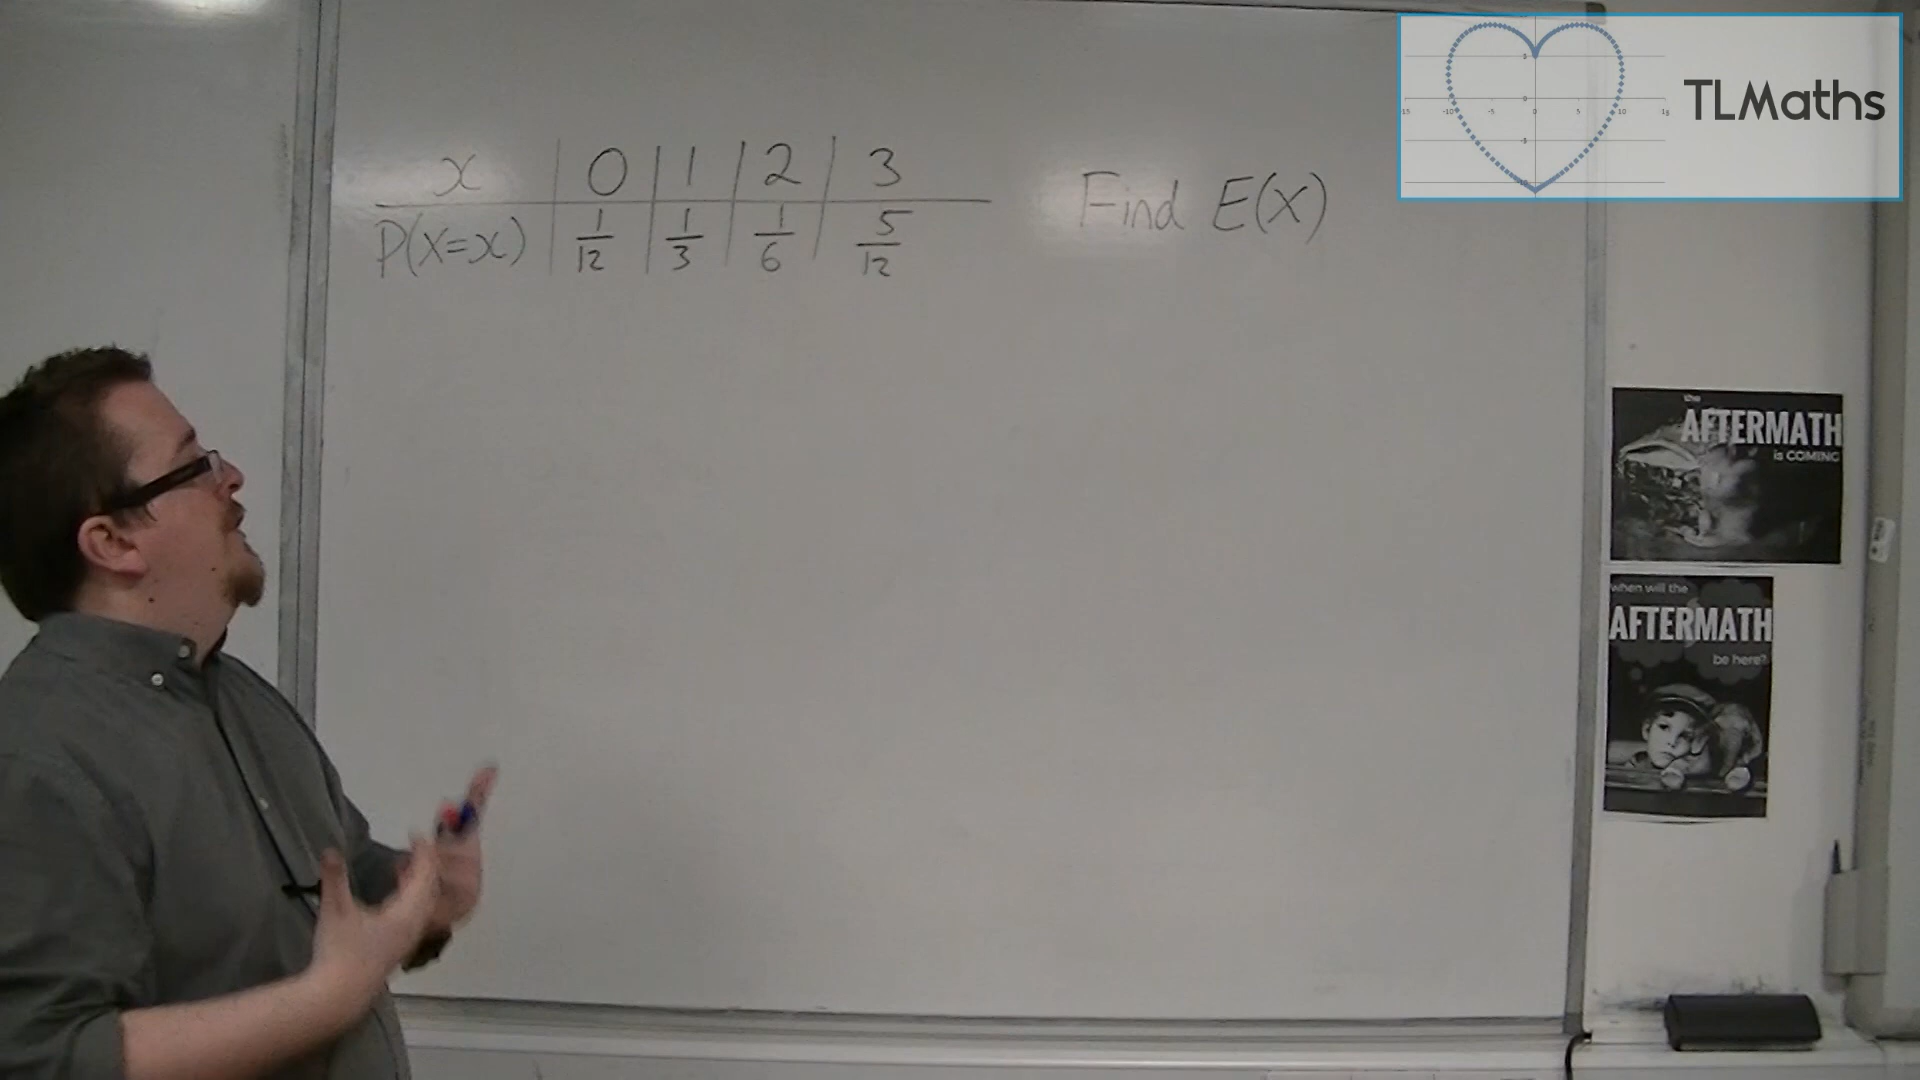 x 0 1 2 3
P(X=x) 1/12 1/3 1/6 5/12
Find E(X)
TLMaths
the
AFTERMATH
is COMING
when will the
AFTERMATH
be here?